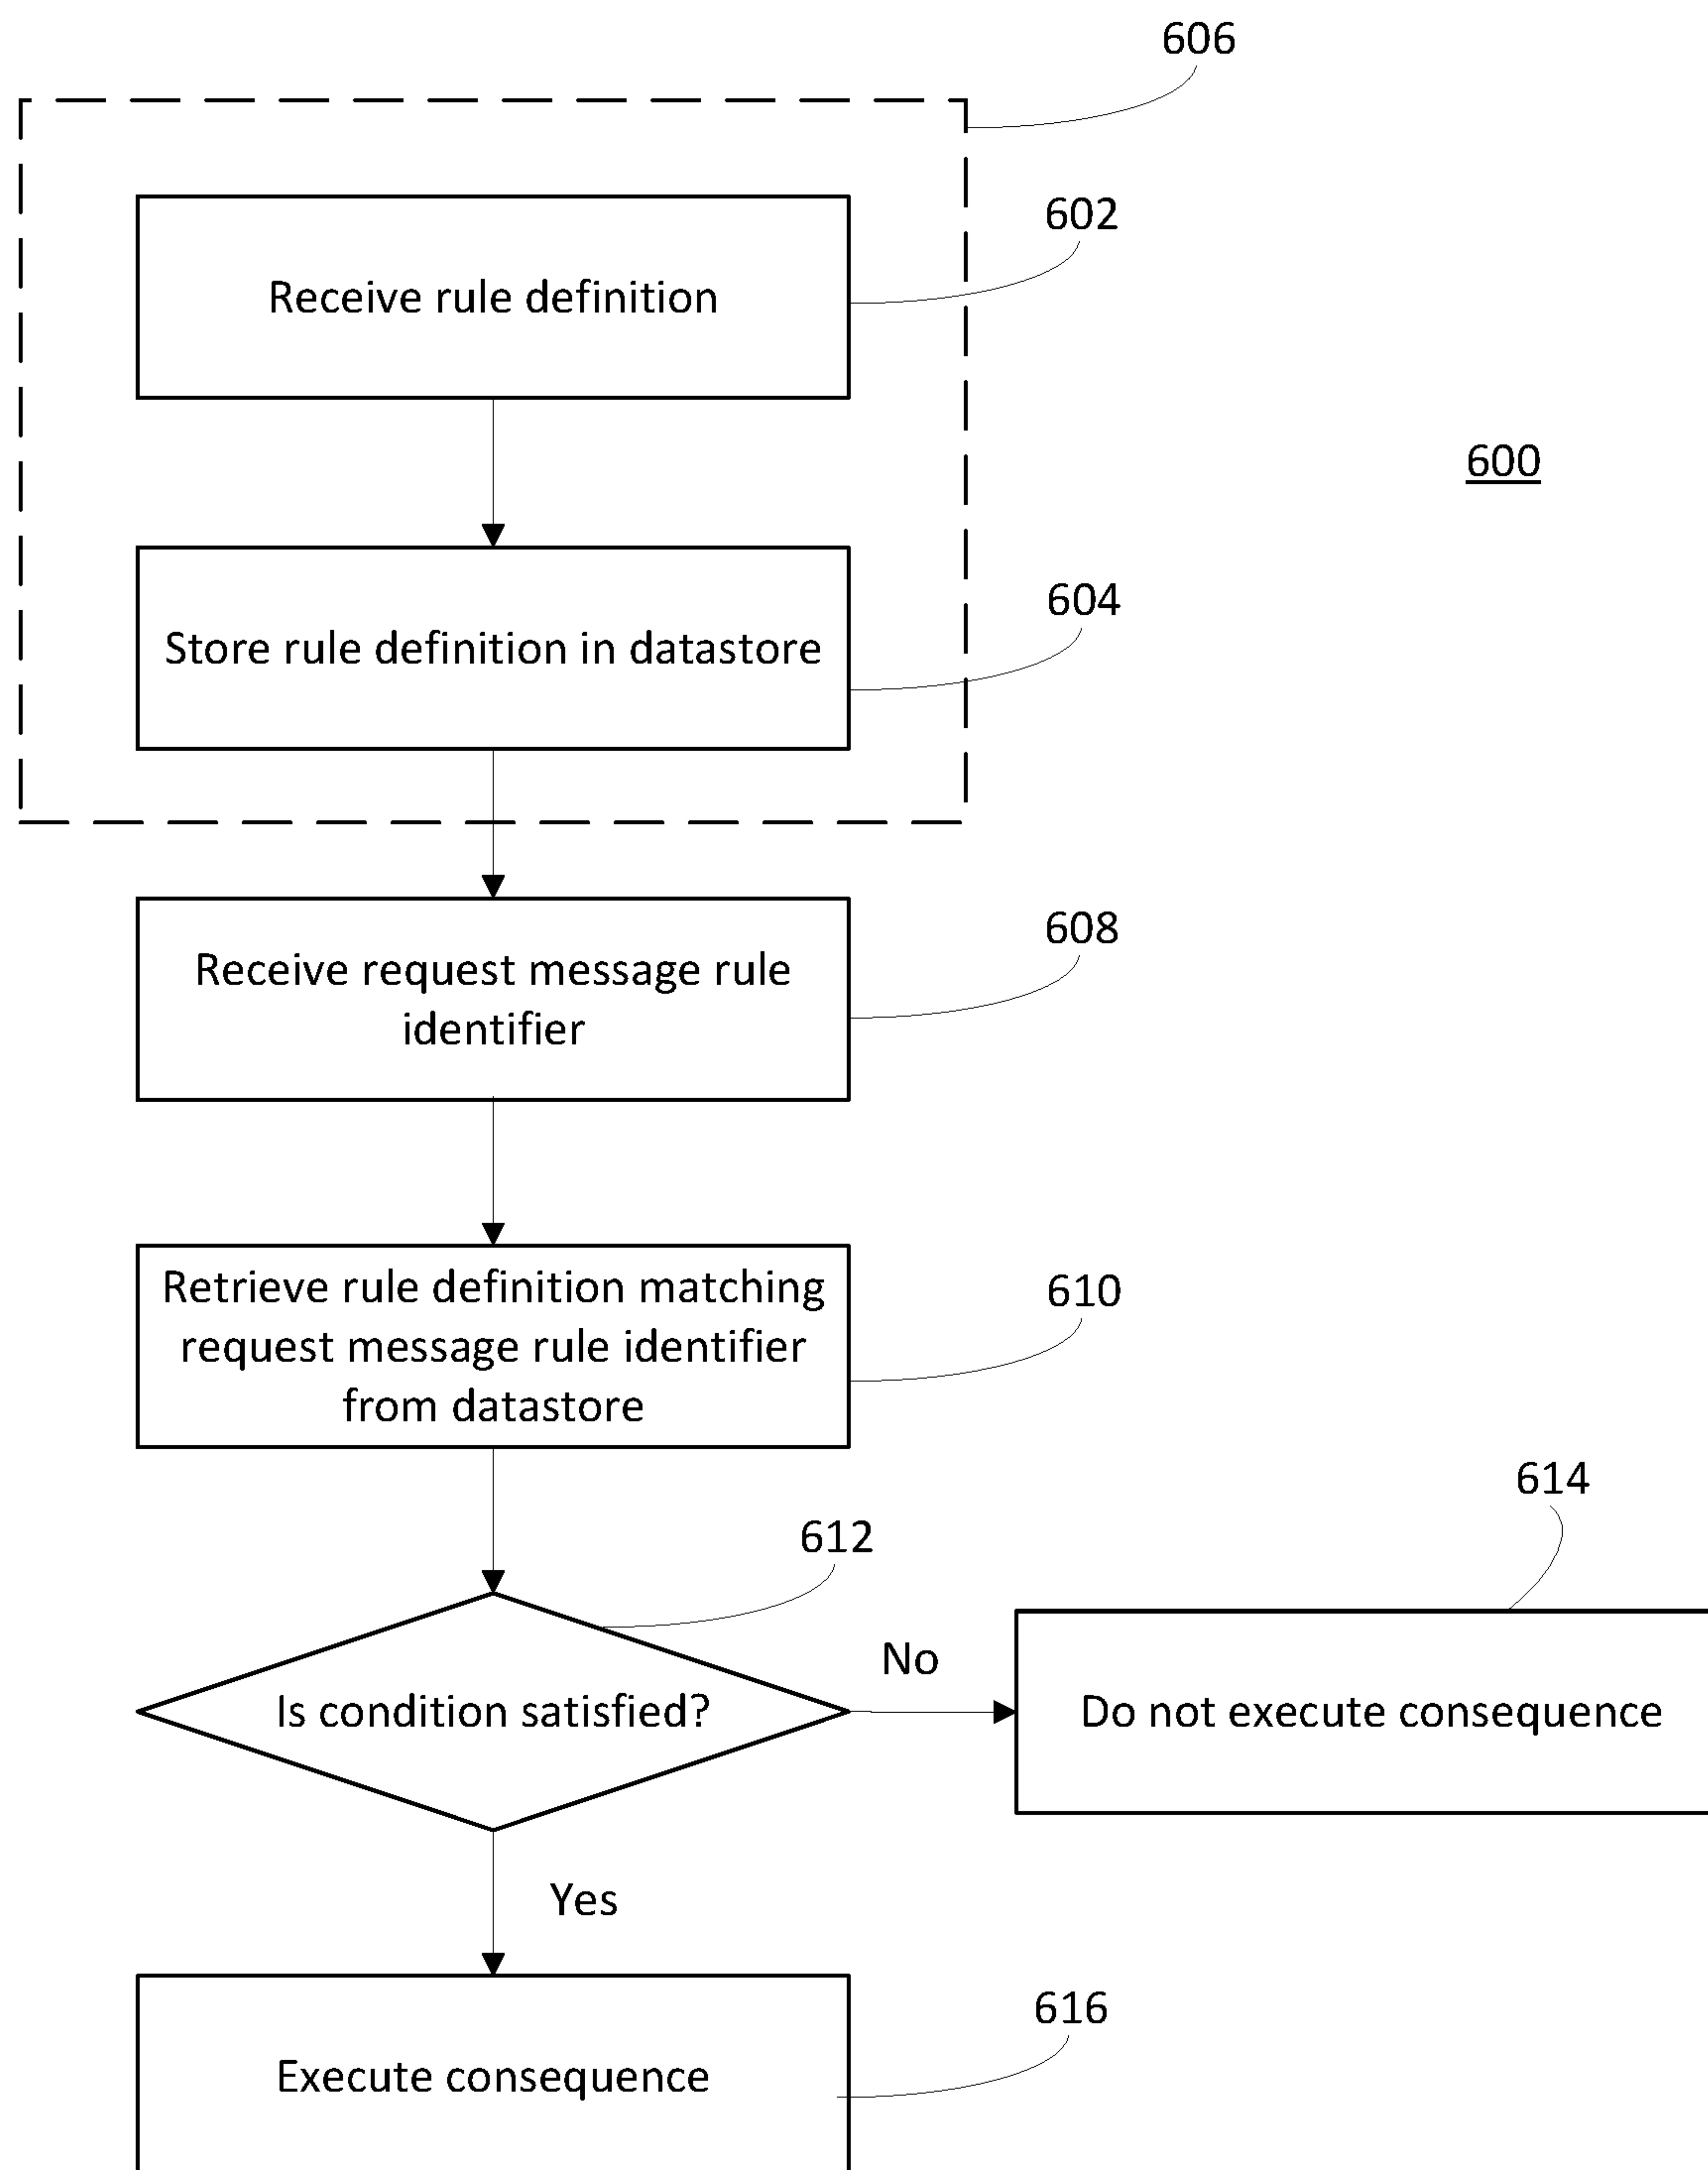 606
602
Receive rule definition
600
604
Store rule definition in datastore
608
Receive request message rule
identifier
610
Retrieve rule definition matching
request message rule identifier
from datastore
614
612
No
Is condition satisfied?
Do not execute consequence
Yes
616
Execute consequence